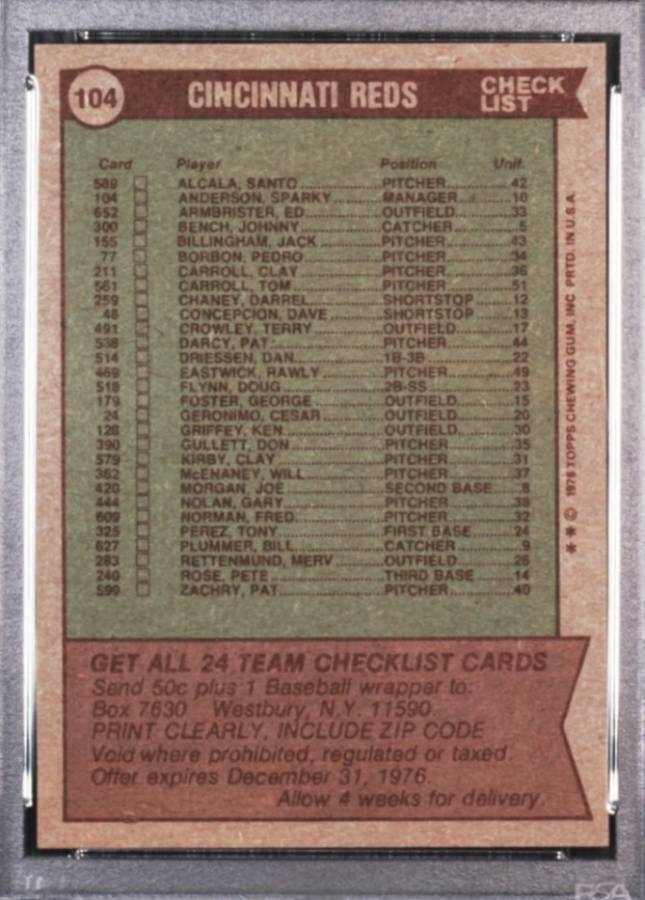 104 CINCINNATI REDS CHECK LIST
Card Player Position Unif.
589 ALCALA, SANTO PITCHER 42
104 ANDERSON, SPARKY MANAGER 10
652 ARMBRISTER, ED OUTFIELD 33
300 BENCH, JOHNNY CATCHER 5
155 BILLINGHAM, JACK PITCHER 43
77 BORBON, PEDRO PITCHER 34
211 CARROLL, CLAY PITCHER 36
561 CARROLL, TOM PITCHER 51
259 CHANEY, DARREL SHORTSTOP 12
48 CONCEPCION, DAVE SHORTSTOP 13
491 CROWLEY, TERRY OUTFIELD 17
538 DARCY, PAT PITCHER 44
514 DRIESSEN, DAN 1B-3B 22
469 EASTWICK, RAWLY PITCHER 49
518 FLYNN, DOUG 2B-SS 23
179 FOSTER, GEORGE OUTFIELD 15
24 GERONIMO, CESAR OUTFIELD 20
128 GRIFFEY, KEN OUTFIELD 30
390 GULLETT, DON PITCHER 35
579 KIRBY, CLAY PITCHER 31
362 McENANEY, WILL PITCHER 37
420 MORGAN, JOE SECOND BASE 8
444 NOLAN, GARY PITCHER 38
609 NORMAN, FRED PITCHER 32
325 PEREZ, TONY FIRST BASE 24
627 PLUMMER, BILL CATCHER 9
283 RETTENMUND, MERV OUTFIELD 26
240 ROSE, PETE THIRD BASE 14
599 ZACHRY, PAT PITCHER 40
** © 1976 TOPPS CHEWING GUM, INC PRTD. IN U.S.A.
GET ALL 24 TEAM CHECKLIST CARDS
Send 50c plus 1 Baseball wrapper to:
Box 7630 Westbury, N.Y. 11590
PRINT CLEARLY, INCLUDE ZIP CODE
Void where prohibited, regulated or taxed.
Offer expires December 31, 1976.
Allow 4 weeks for delivery.
PSA